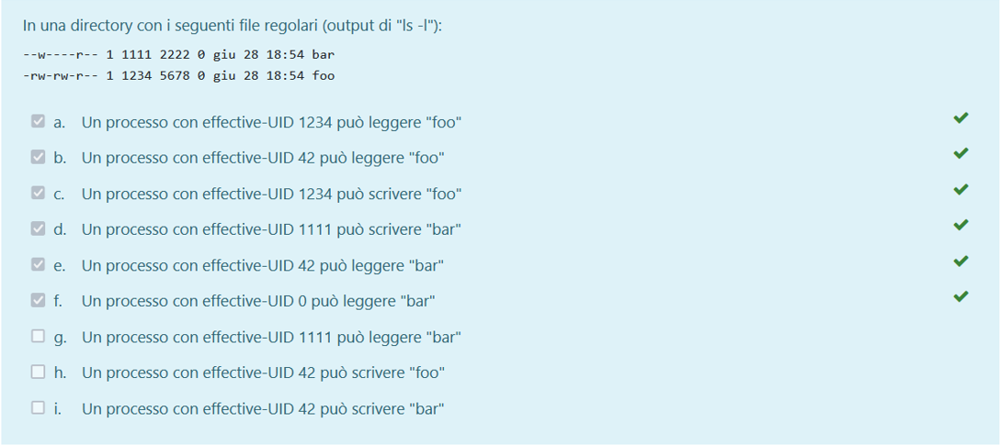 In una directory con i seguenti file regolari (output di "ls -l"):
--w----r-- 1 1111 2222 0 giu 28 18:54 bar
-rw-rw-r-- 1 1234 5678 0 giu 28 18:54 foo
a. Un processo con effective-UID 1234 può leggere "foo"
b. Un processo con effective-UID 42 può leggere "foo"
c. Un processo con effective-UID 1234 può scrivere "foo"
d. Un processo con effective-UID 1111 può scrivere "bar"
e. Un processo con effective-UID 42 può leggere "bar"
f. Un processo con effective-UID 0 può leggere "bar"
g. Un processo con effective-UID 1111 può leggere "bar"
h. Un processo con effective-UID 42 può scrivere "foo"
i. Un processo con effective-UID 42 può scrivere "bar"